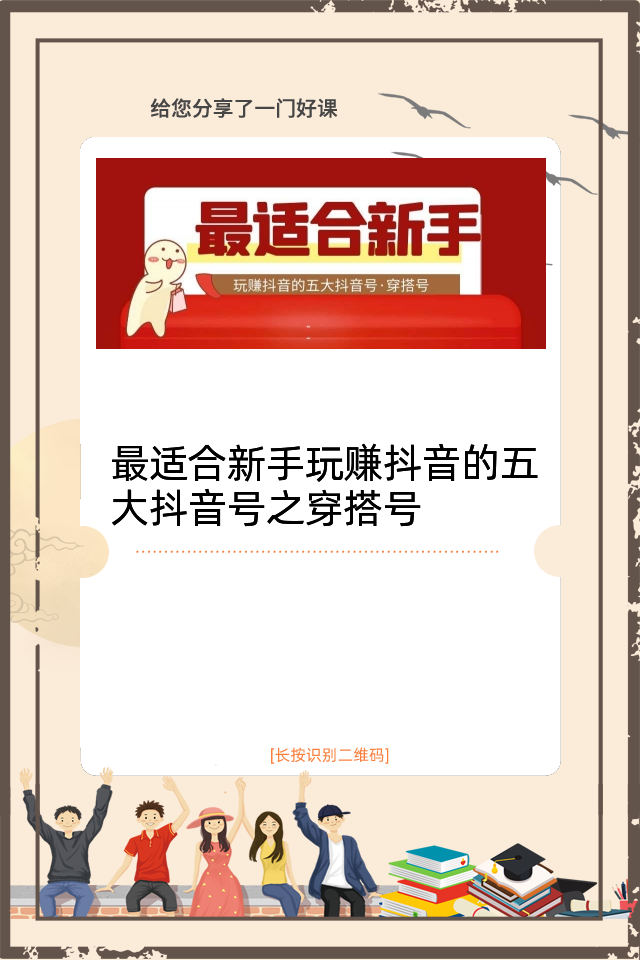 给您分享了一门好课
最适合新手
玩赚抖音的五大抖音号·穿搭号
最适合新手玩赚抖音的五
大抖音号之穿搭号
[长按识别二维码]